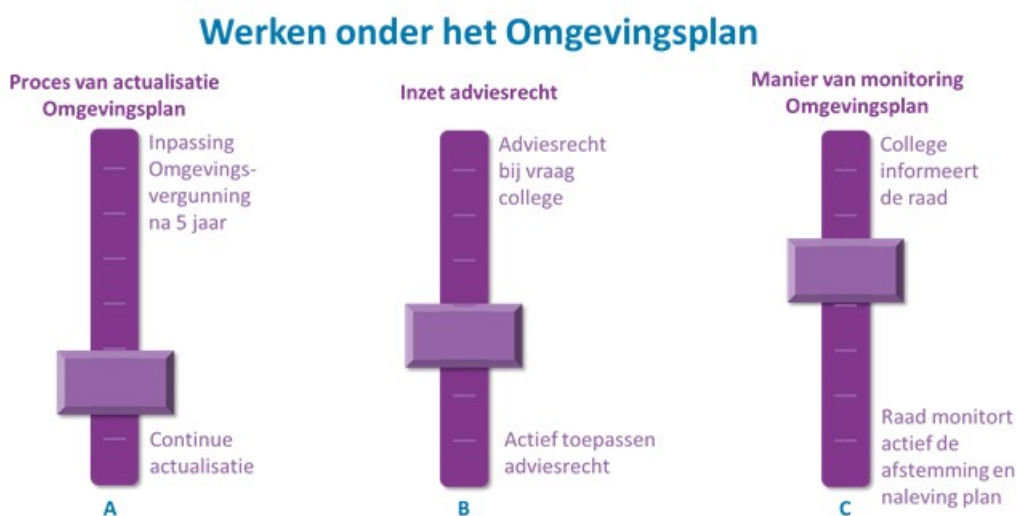 Werken onder het Omgevingsplan
Proces van actualisatie
Omgevingsplan
Inpassing
Omgevings-
vergunning
na 5 jaar
Continue
actualisatie
A
Inzet adviesrecht
Adviesrecht
bij vraag
college
Actief toepassen
adviesrecht
B
Manier van monitoring
Omgevingsplan
College
informeert
de raad
Raad monitort
actief de
afstemming en
naleving plan
C